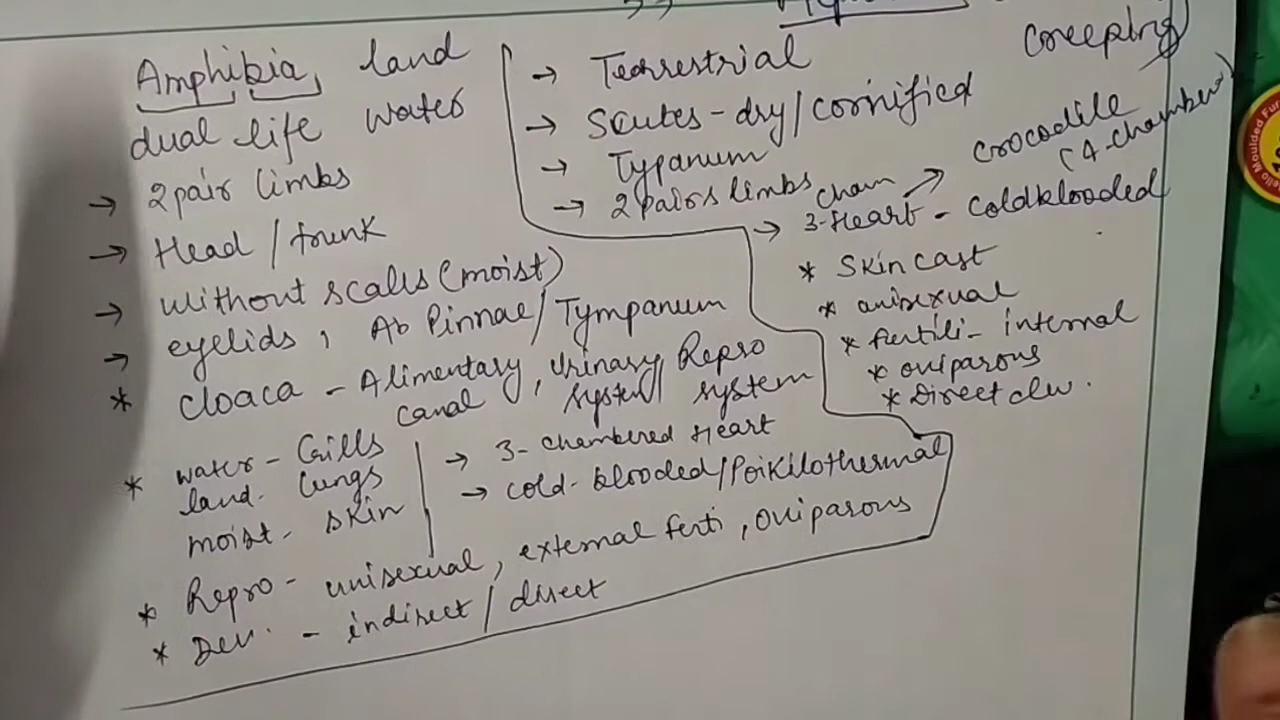 Amphibia, land
dual life water
→ 2 pair limbs
→ Head / trunk
→ without scales (moist)
→ eyelids, Ab Pinnae / Tympanum
* cloaca - Alimentary canal, Urinary system, Repro system
* water - Gills
land - lungs
moist - skin
→ 3-chambered Heart
→ cold-blooded/Poikilothermal
* Repro - unisexual, external ferti, oviparous
* Dev. - indirect / direct
creeping
→ Terrestrial
→ Scutes - dry/cornified
→ Typanum
→ 2 pairs limbs
→ 3-cham Heart - coldblooded
→ crocodile
(4-chamber)
* Skin cast
* unisexual
* fertili - internal
* oviparous
* Direct